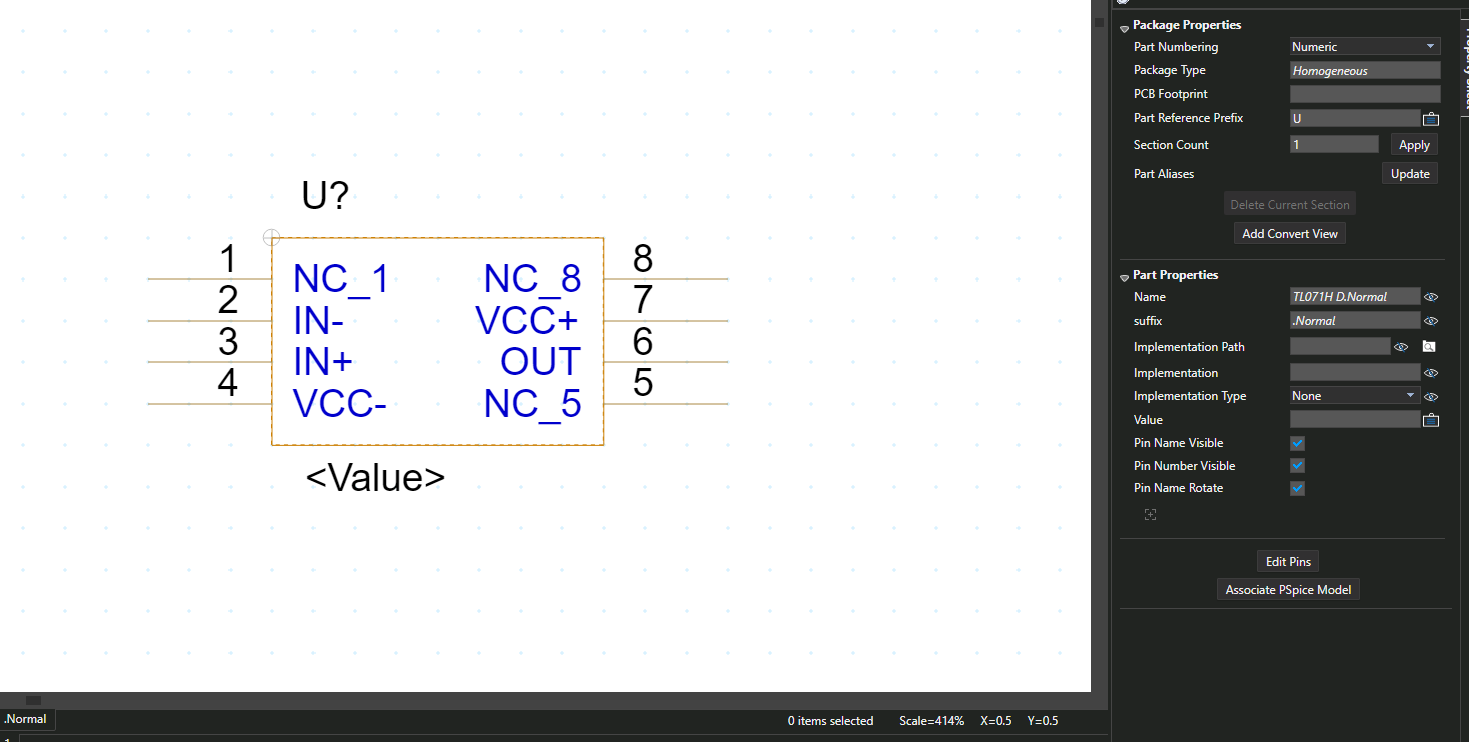 U?
1 NC_1 NC_8 8
2 IN- VCC+ 7
3 IN+ OUT 6
4 VCC- NC_5 5
<Value>
Package Properties
Part Numbering Numeric
Package Type Homogeneous
PCB Footprint
Part Reference Prefix U
Section Count 1 Apply
Part Aliases Update
Delete Current Section
Add Convert View
Part Properties
Name TL071H D.Normal
suffix .Normal
Implementation Path
Implementation
Implementation Type None
Value
Pin Name Visible
Pin Number Visible
Pin Name Rotate
Edit Pins
Associate PSpice Model
.Normal
0 items selected Scale=414% X=0.5 Y=0.5